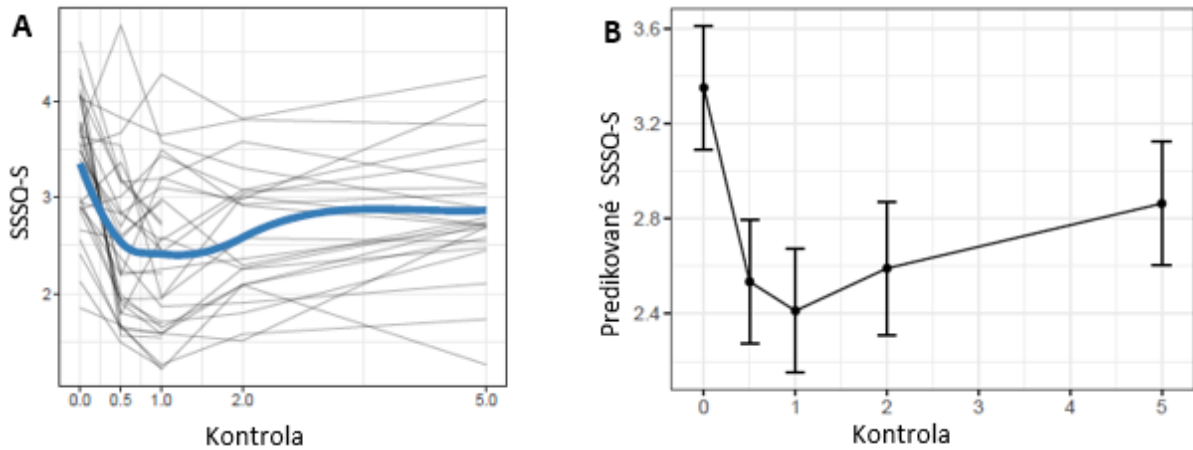 A
SSSQ-S
4
3
2
0.0 0.5 1.0 2.0 5.0
Kontrola
B
Predikované SSSQ-S
3.6
3.2
2.8
2.4
0 1 2 3 4 5
Kontrola